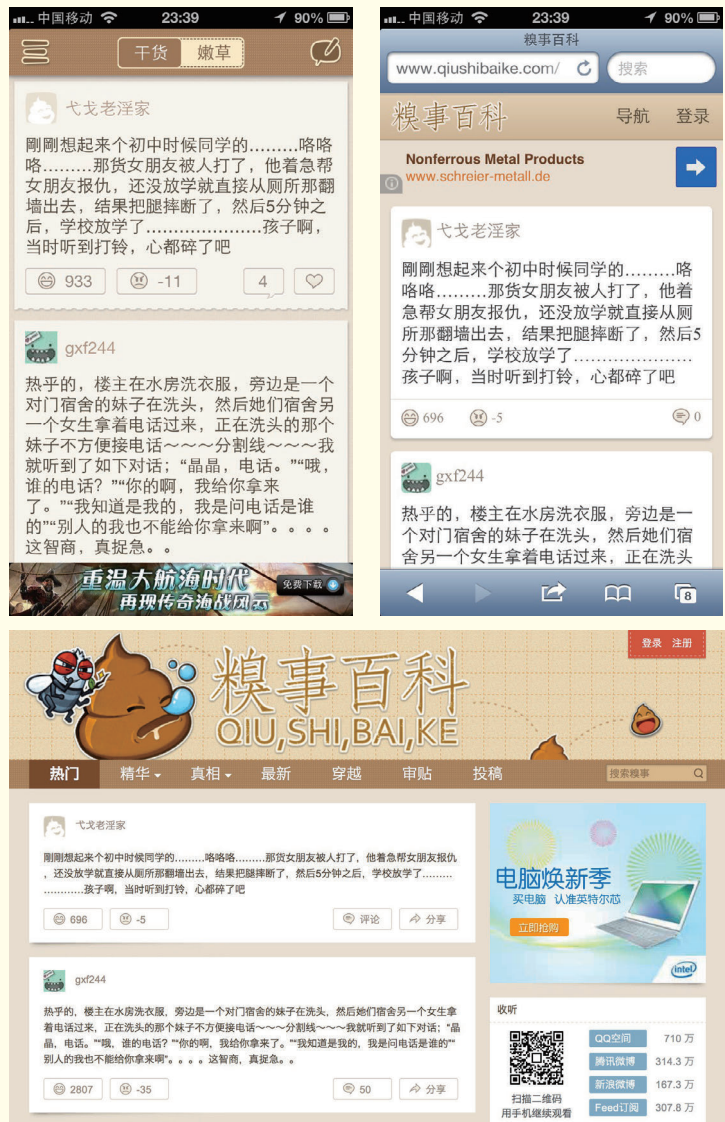 中国移动 23:39 90%
干货 嫩草
弋戈老淫家
剛剛想起来个初中时候同学的………咯咯
咯………那货女朋友被人打了，他着急帮
女朋友报仇，还没放学就直接从厕所那翻
墙出去，结果把腿摔断了，然后5分钟之
后，学校放学了…………………孩子啊，
当时听到打铃，心都碎了吧
933 -11 4
gxf244
热乎的，楼主在水房洗衣服，旁边是一个
对门宿舍的妹子在洗头，然后她们宿舍另
一个女生拿着电话过来，正在洗头的那个
妹子不方便接电话～～～分割线～～～我
就听到了如下对话；“晶晶，电话。”“哦，
谁的电话？”“你的啊，我给你拿来
了。”“我知道是我的，我是问电话是谁
的”“别人的我也不能给你拿来啊”。。。。
这智商，真捉急。。
重温大航海时代
再现传奇海战风云
免费下载
中国移动 23:39 90%
糗事百科
www.qiushibaike.com/ 搜索
糗事百科 导航 登录
Nonferrous Metal Products
www.schreier-metall.de
弋戈老淫家
剛剛想起来个初中时候同学的………咯
咯咯………那货女朋友被人打了，他着
急帮女朋友报仇，还没放学就直接从厕
所那翻墙出去，结果把腿摔断了，然后5
分钟之后，学校放学了…………………
孩子啊，当时听到打铃，心都碎了吧
696 -5 0
gxf244
热乎的，楼主在水房洗衣服，旁边是一
个对门宿舍的妹子在洗头，然后她们宿
舍另一个女生拿着电话过来，正在洗头
8
登录 注册
糗事百科
QIU,SHI,BAI,KE
热门 精华 真相 最新 穿越 审贴 投稿 搜索糗事
弋戈老淫家
剛剛想起来个初中时候同学的………咯咯咯………那货女朋友被人打了，他着急帮女朋友报仇
，还没放学就直接从厕所那翻墙出去，结果把腿摔断了，然后5分钟之后，学校放学了………
…………孩子啊，当时听到打铃，心都碎了吧
696 -5 评论 分享
gxf244
热乎的，楼主在水房洗衣服，旁边是一个对门宿舍的妹子在洗头，然后她们宿舍另一个女生拿
着电话过来，正在洗头的那个妹子不方便接电话～～～分割线～～～我就听到了如下对话；“晶
晶，电话。”“哦，谁的电话？”“你的啊，我给你拿来了。”“我知道是我的，我是问电话是谁的”“
别人的我也不能给你拿来啊”。。。。这智商，真捉急。。
2807 -35 50 分享
电脑焕新季
买电脑 认准英特尔芯
立即抢购
intel
收听
扫描二维码
用手机继续观看
QQ空间 710 万
腾讯微博 314.3 万
新浪微博 167.3 万
Feed订阅 307.8 万